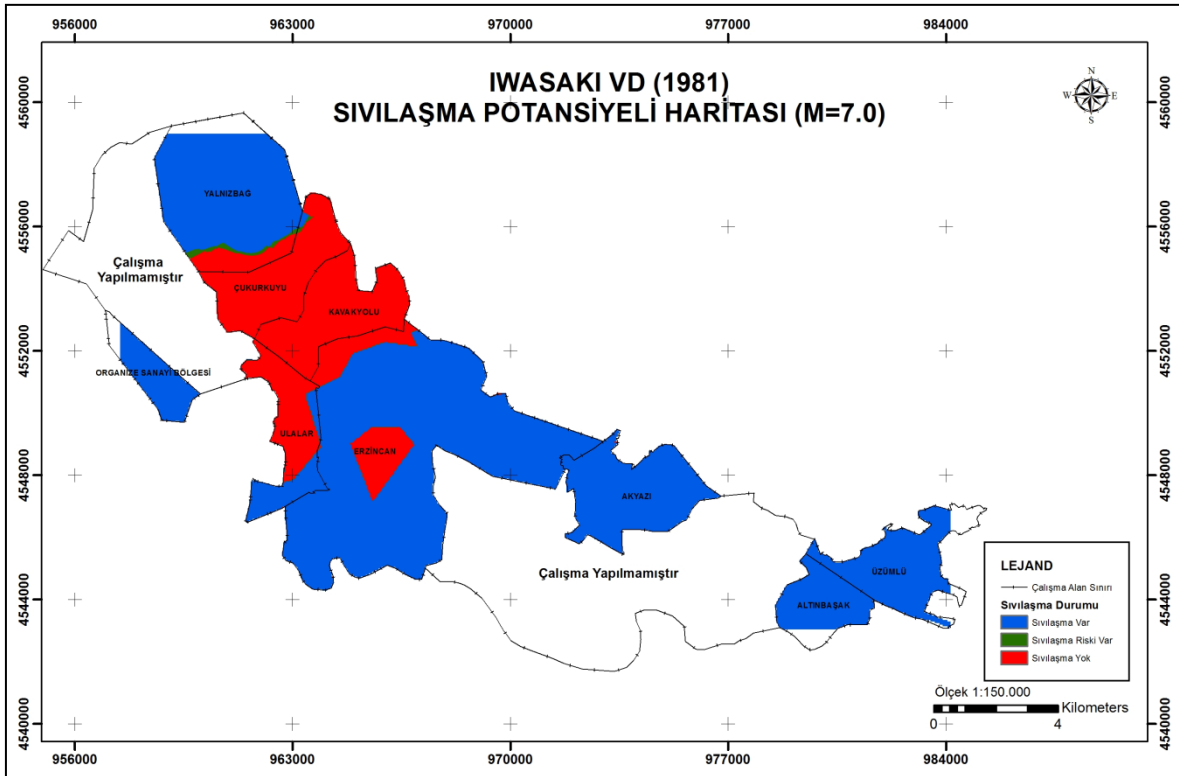 956000 963000 970000 977000 984000
IWASAKI VD (1981)
SIVILAŞMA POTANSİYELİ HARİTASI (M=7.0)
N
W E
S
4560000 4560000
YALNIZBAĞ
4556000 4556000
Çalışma
Yapılmamıştır
ÇUKURKUYU
KAVAKYOLU
4552000 4552000
ORGANİZE SANAYİ BÖLGESİ
ULALAR
ERZİNCAN
4548000 4548000
AKYAZI
Çalışma Yapılmamıştır
ÜZÜMLÜ
ALTINBAŞAK
4544000 4544000
LEJAND
Çalışma Alan Sınırı
Sıvılaşma Durumu
Sıvılaşma Var
Sıvılaşma Riski Var
Sıvılaşma Yok
Ölçek 1:150.000
Kilometers
0 4
4540000 4540000
956000 963000 970000 977000 984000